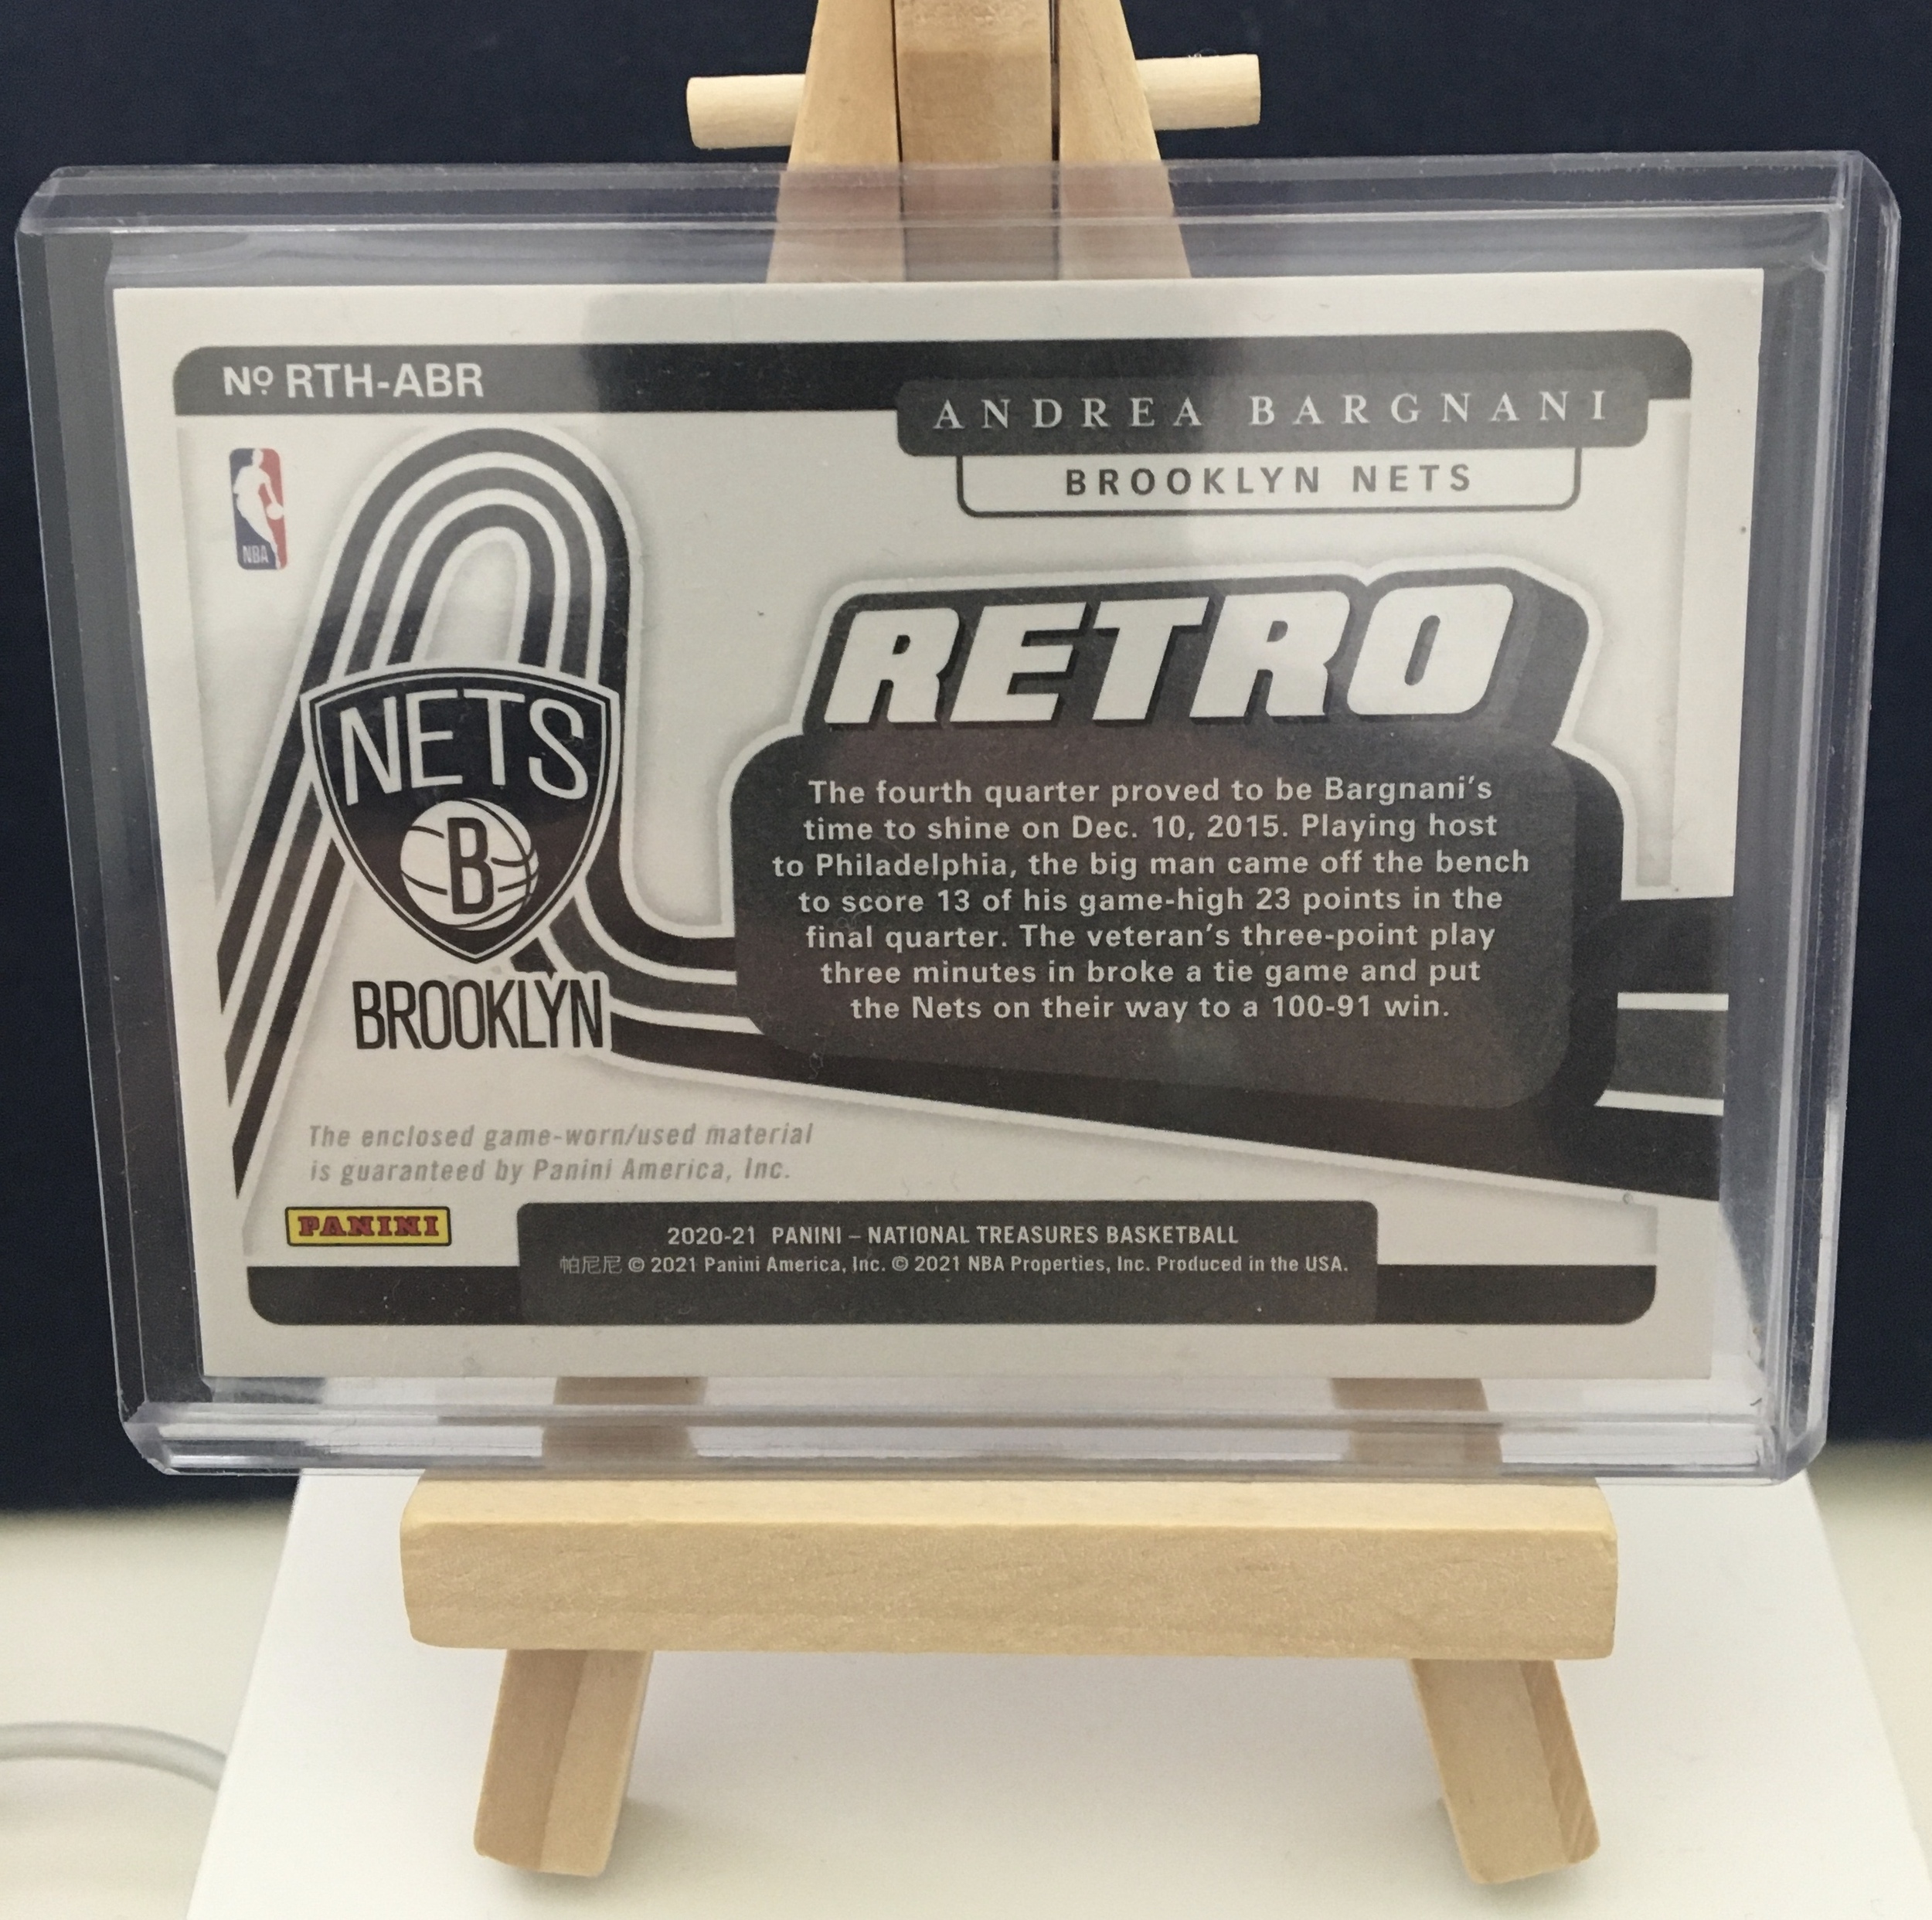 Nº RTH-ABR
ANDREA BARGNANI
BROOKLYN NETS
NBA
RETRO
NETS
B
BROOKLYN
The fourth quarter proved to be Bargnani's
time to shine on Dec. 10, 2015. Playing host
to Philadelphia, the big man came off the bench
to score 13 of his game-high 23 points in the
final quarter. The veteran's three-point play
three minutes in broke a tie game and put
the Nets on their way to a 100-91 win.
The enclosed game-worn/used material
is guaranteed by Panini America, Inc.
PANINI
2020-21 PANINI – NATIONAL TREASURES BASKETBALL
帕尼尼 © 2021 Panini America, Inc. © 2021 NBA Properties, Inc. Produced in the USA.